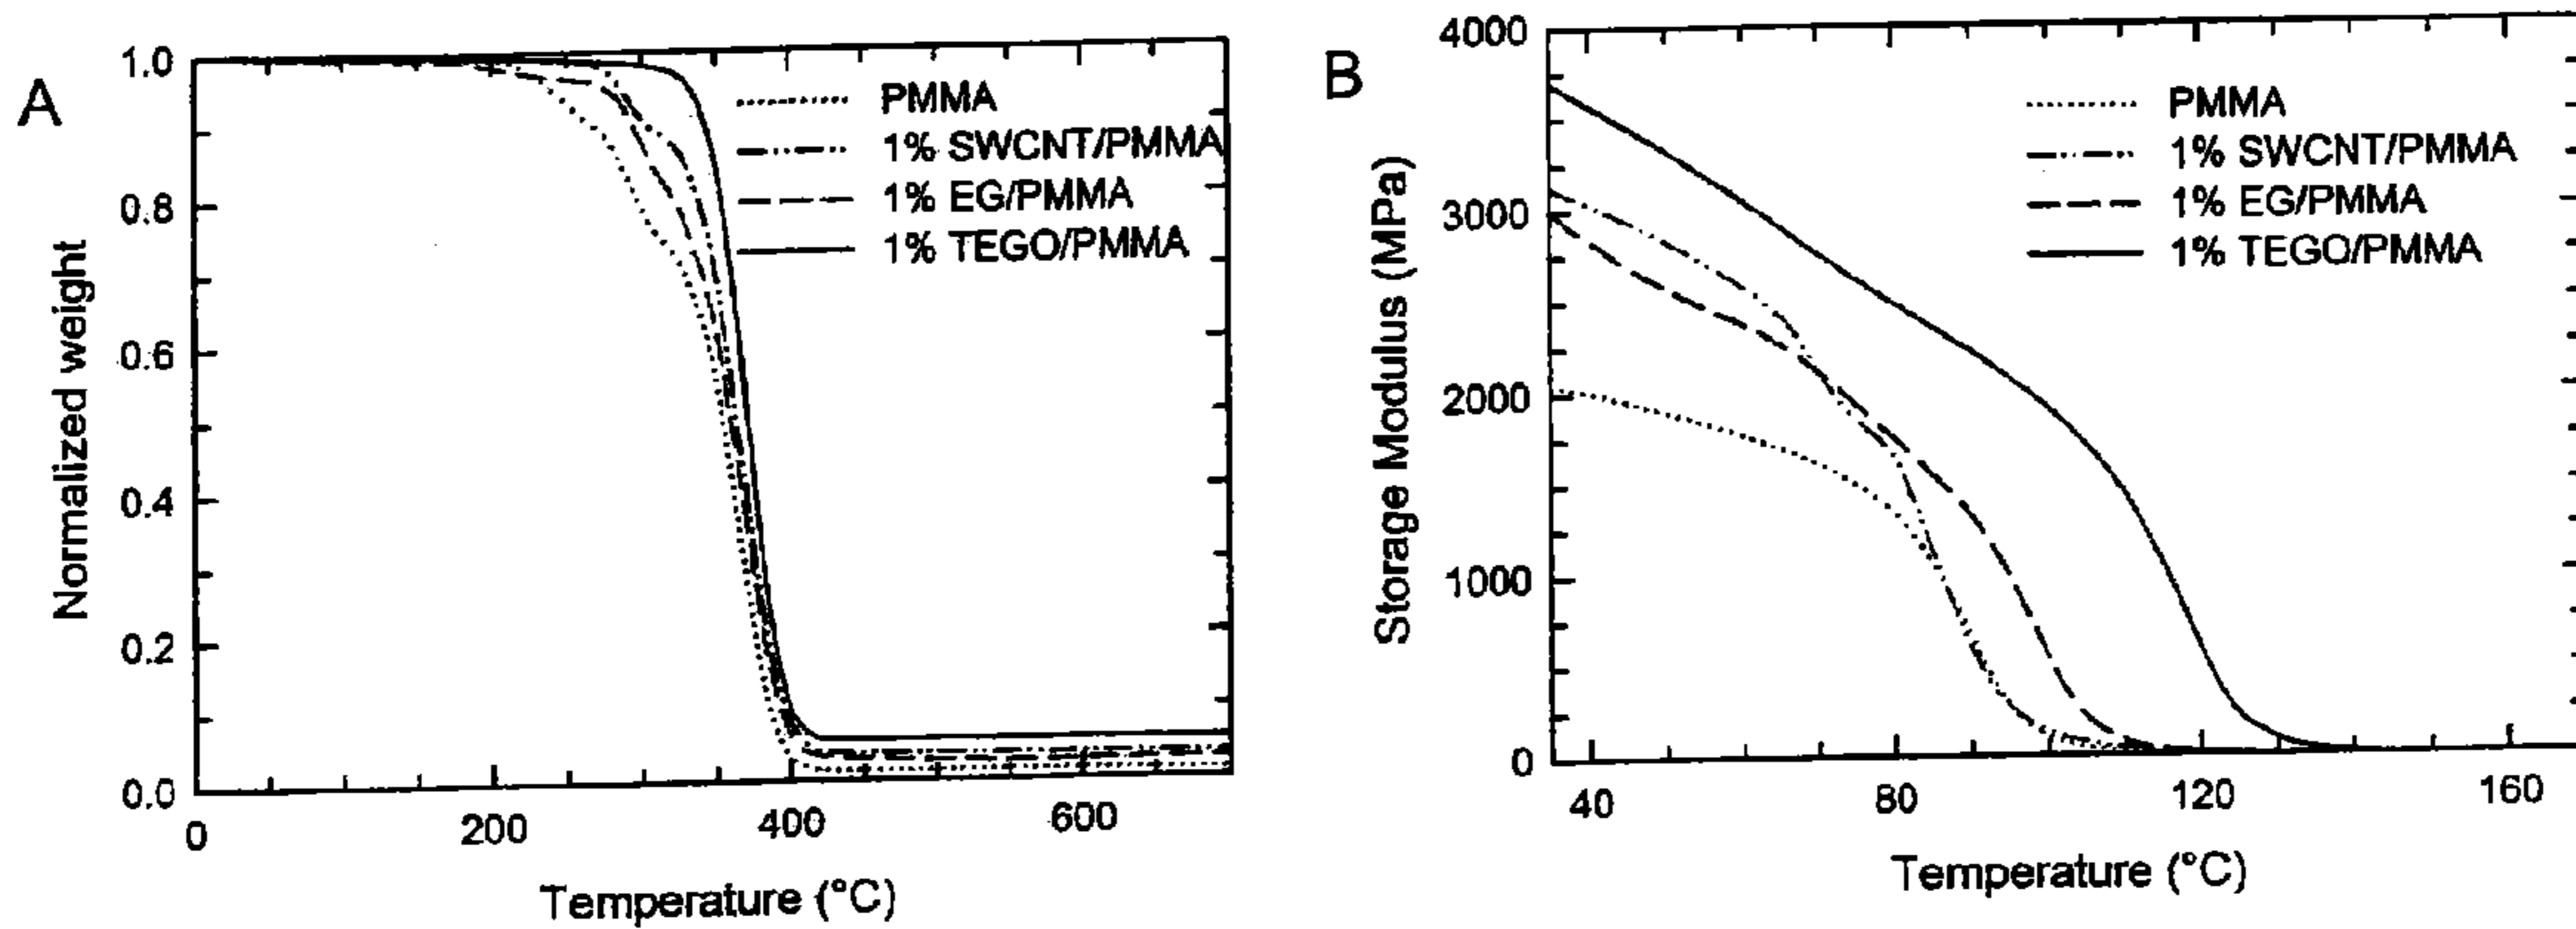 A
1.0
0.8
0.6
0.4
0.2
0.0
Normalized weight
PMMA
1% SWCNT/PMMA
1% EG/PMMA
1% TEGO/PMMA
0
200
400
600
Temperature (°C)
B
4000
3000
2000
1000
0
Storage Modulus (MPa)
PMMA
1% SWCNT/PMMA
1% EG/PMMA
1% TEGO/PMMA
40
80
120
160
Temperature (°C)